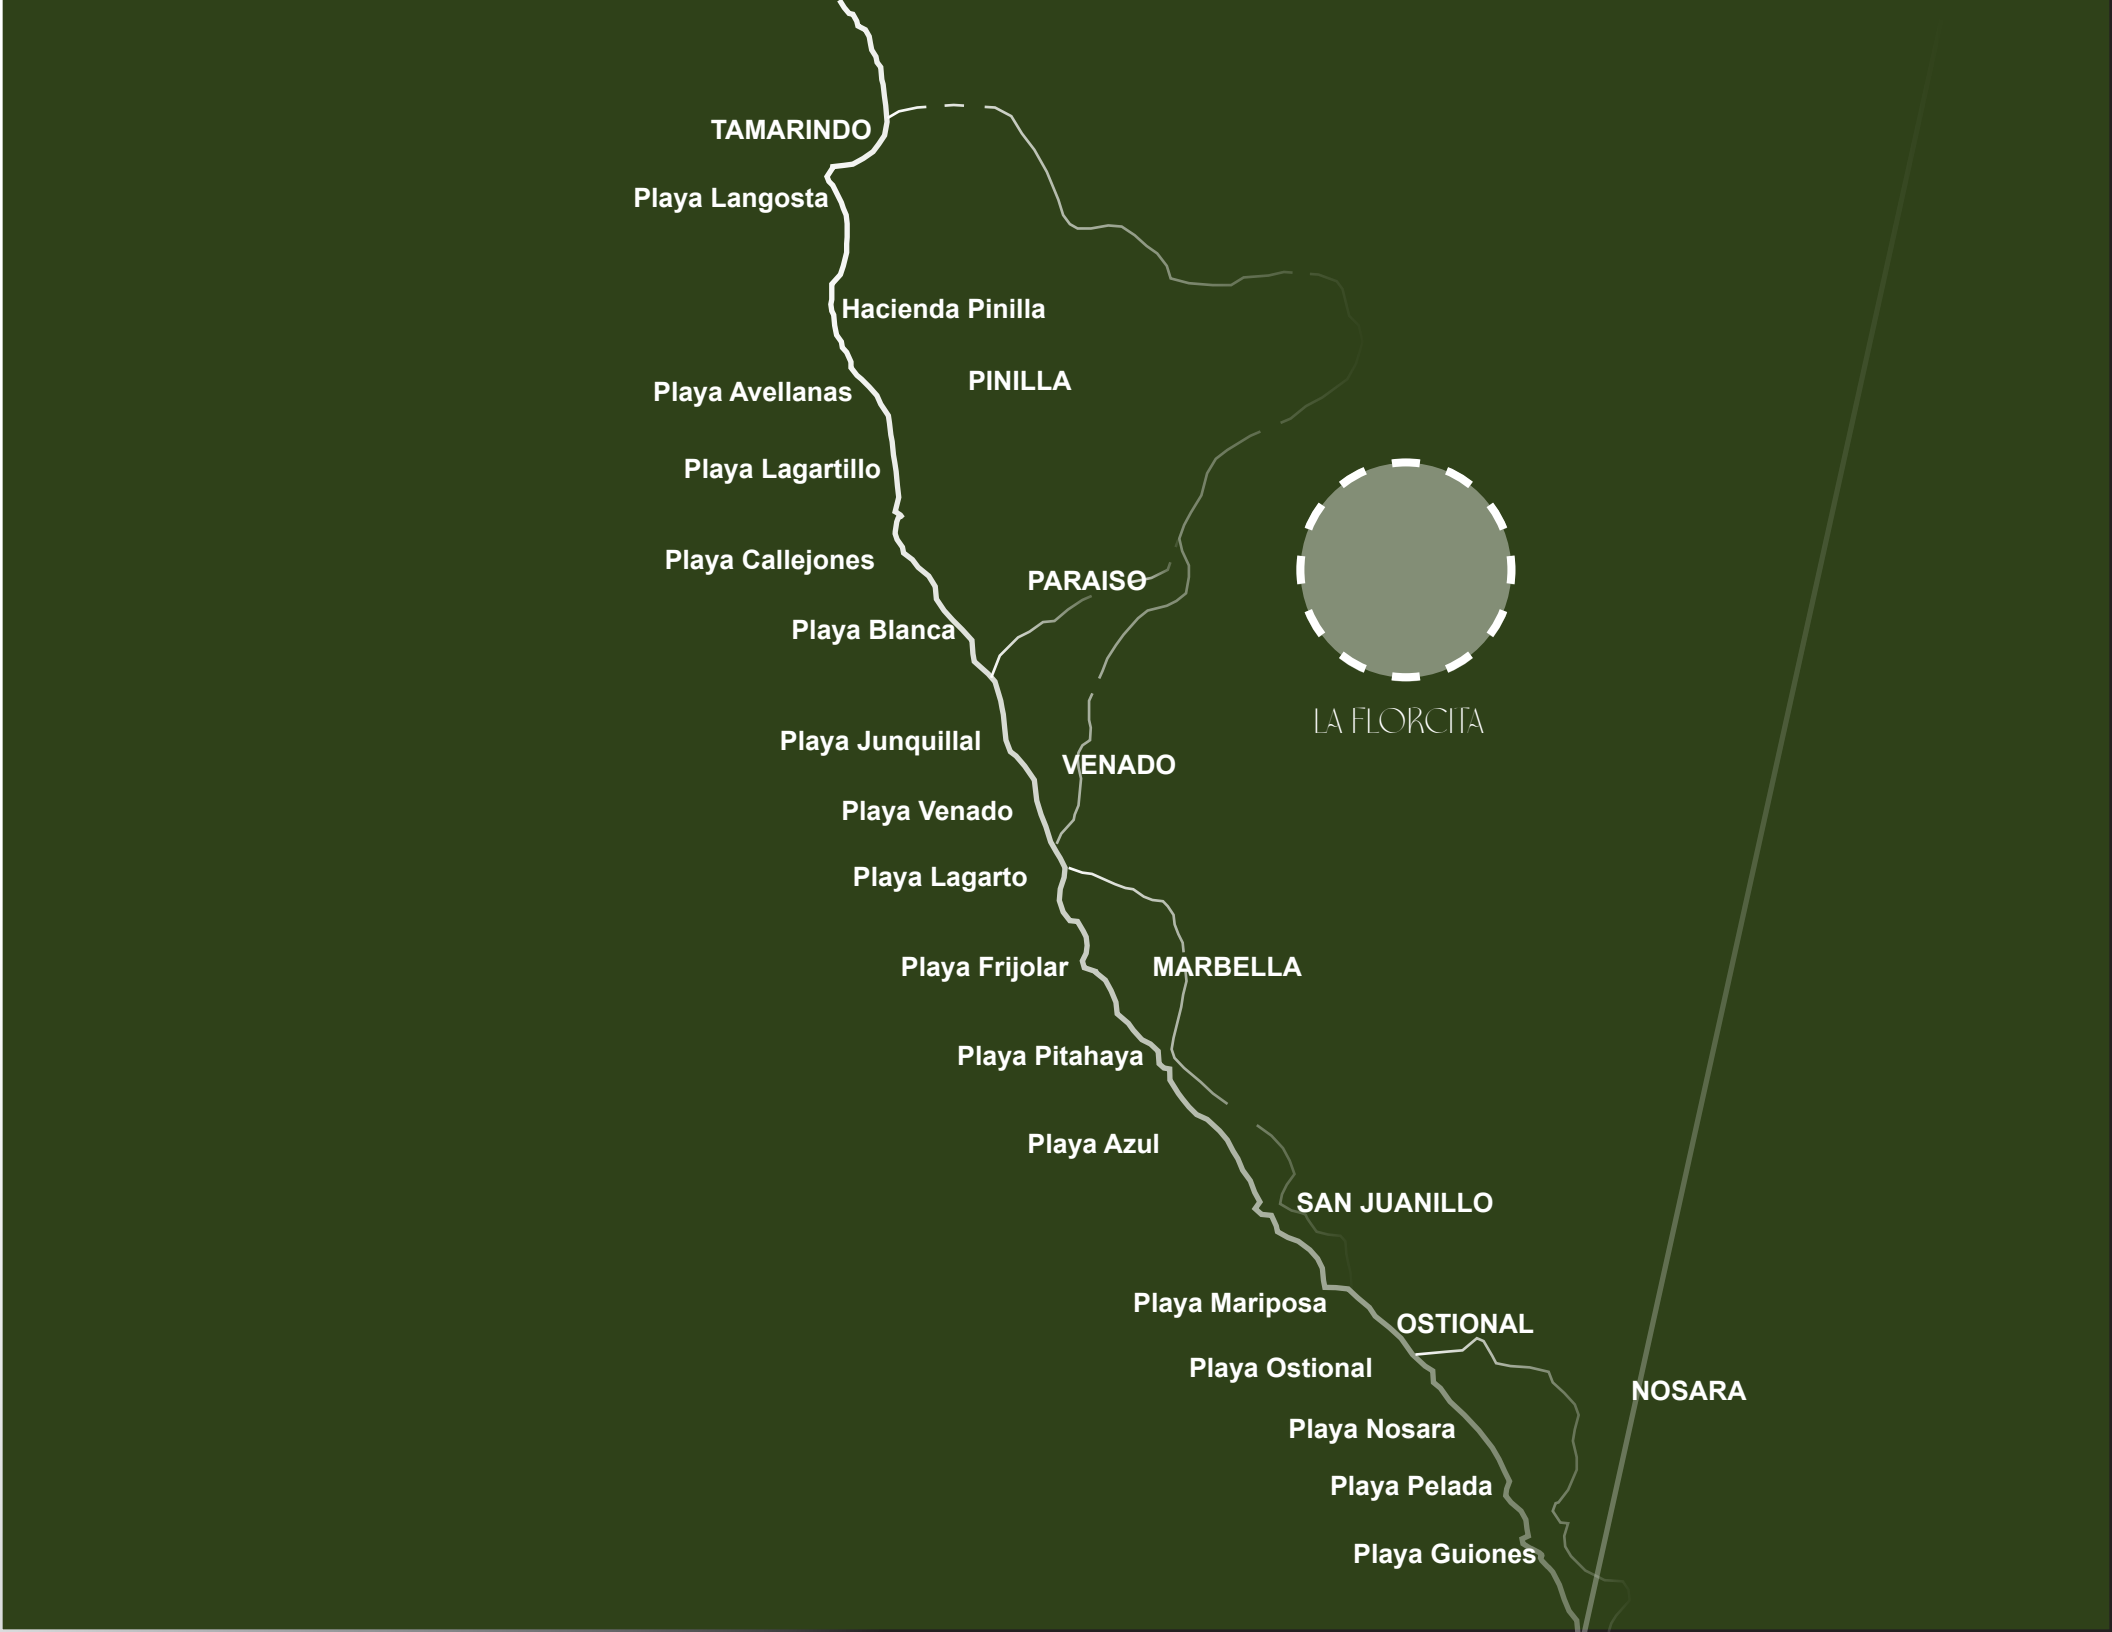 TAMARINDO
Playa Langosta
Hacienda Pinilla
PINILLA
Playa Avellanas
Playa Lagartillo
Playa Callejones
PARAISO
Playa Blanca
LA FLORCITA
Playa Junquillal
VENADO
Playa Venado
Playa Lagarto
Playa Frijolar
MARBELLA
Playa Pitahaya
Playa Azul
SAN JUANILLO
Playa Mariposa
OSTIONAL
Playa Ostional
NOSARA
Playa Nosara
Playa Pelada
Playa Guiones